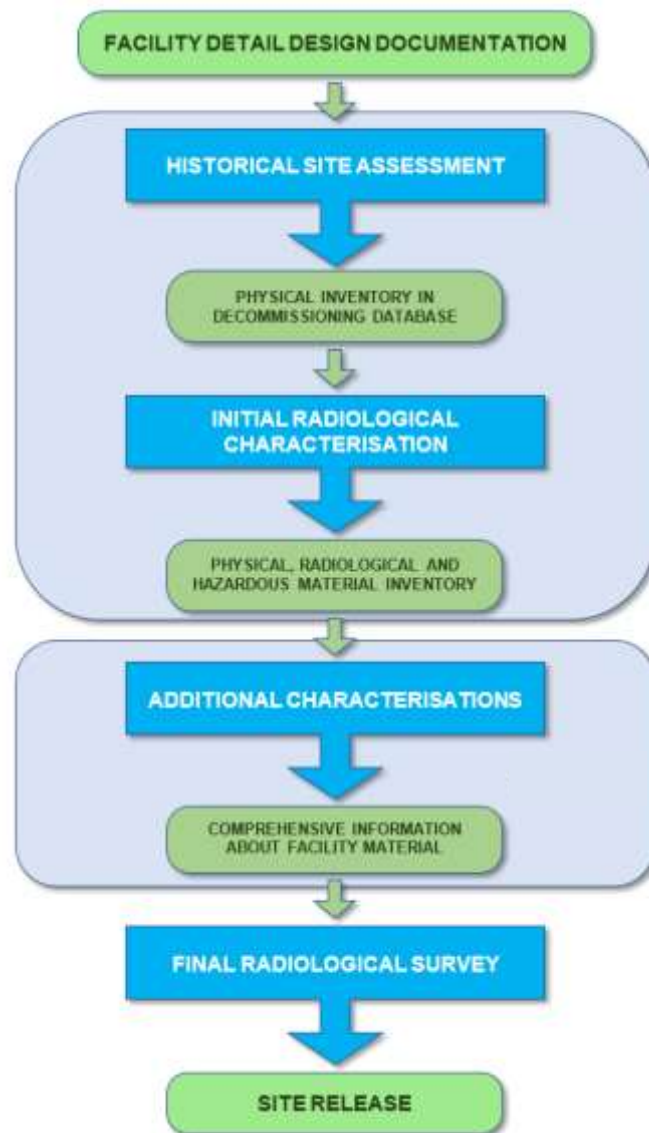 FACILITY DETAIL DESIGN DOCUMENTATION
HISTORICAL SITE ASSESSMENT
PHYSICAL INVENTORY IN
DECOMMISSIONING DATABASE
INITIAL RADIOLOGICAL
CHARACTERISATION
PHYSICAL, RADIOLOGICAL AND
HAZARDOUS MATERIAL INVENTORY
ADDITIONAL CHARACTERISATIONS
COMPREHENSIVE INFORMATION
ABOUT FACILITY MATERIAL
FINAL RADIOLOGICAL SURVEY
SITE RELEASE